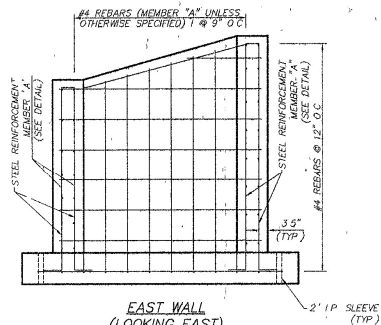 #4 REBARS (MEMBER "A" UNLESS
OTHERWISE SPECIFIED) 1 @ 9" O C
STEEL REINFORCEMENT
MEMBER 'A'
(SEE DETAIL)
STEEL REINFORCEMENT
MEMBER "A"
(SEE DETAIL)
#4 REBARS @ 12" O C
3 5"
(TYP)
EAST WALL
(LOOKING EAST)
2' I P SLEEVE
(TYP)